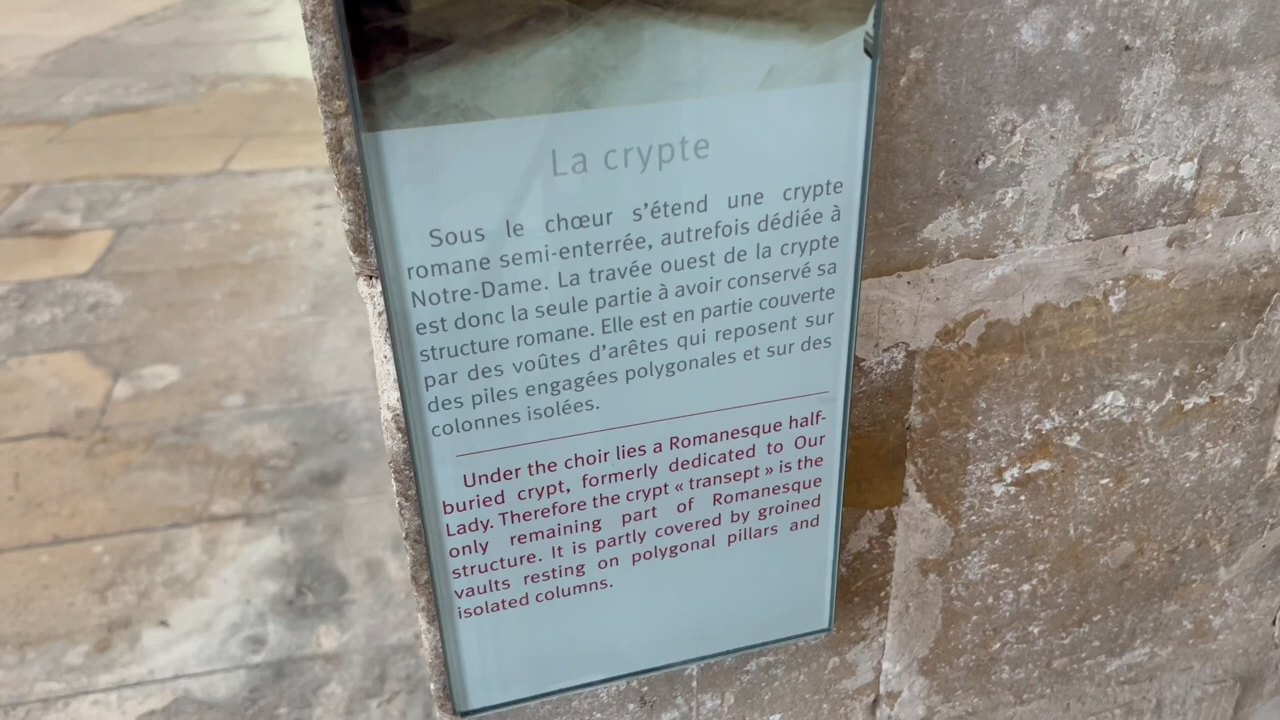 La crypte
Sous le chœur s'étend une crypte
romane semi-enterrée, autrefois dédiée à
Notre-Dame. La travée ouest de la crypte
est donc la seule partie à avoir conservé sa
structure romane. Elle est en partie couverte
par des voûtes d'arêtes qui reposent sur
des piles engagées polygonales et sur des
colonnes isolées.
Under the choir lies a Romanesque half-
buried crypt, formerly dedicated to Our
Lady. Therefore the crypt « transept » is the
only remaining part of Romanesque
structure. It is partly covered by groined
vaults resting on polygonal pillars and
isolated columns.